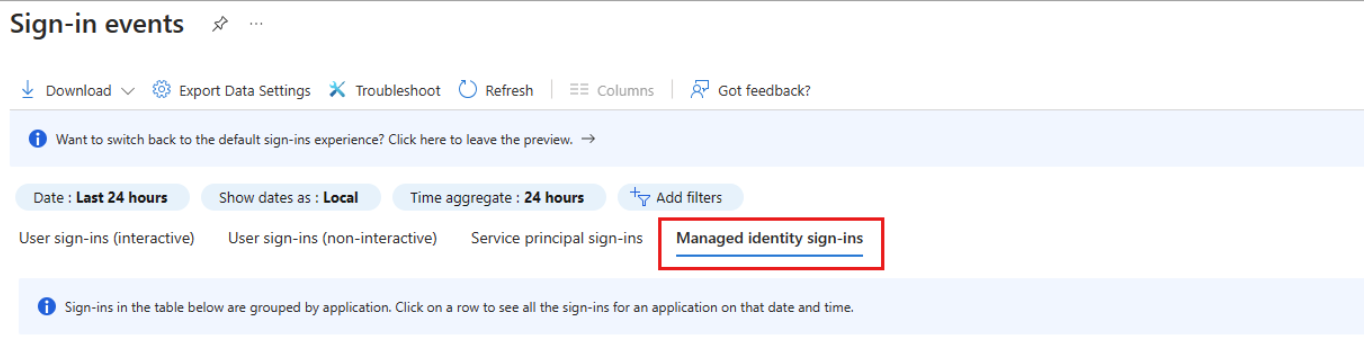 Sign-in events
Download Export Data Settings Troubleshoot Refresh Columns Got feedback?
Want to switch back to the default sign-ins experience? Click here to leave the preview. →
Date : Last 24 hours Show dates as : Local Time aggregate : 24 hours Add filters
User sign-ins (interactive) User sign-ins (non-interactive) Service principal sign-ins Managed identity sign-ins
Sign-ins in the table below are grouped by application. Click on a row to see all the sign-ins for an application on that date and time.